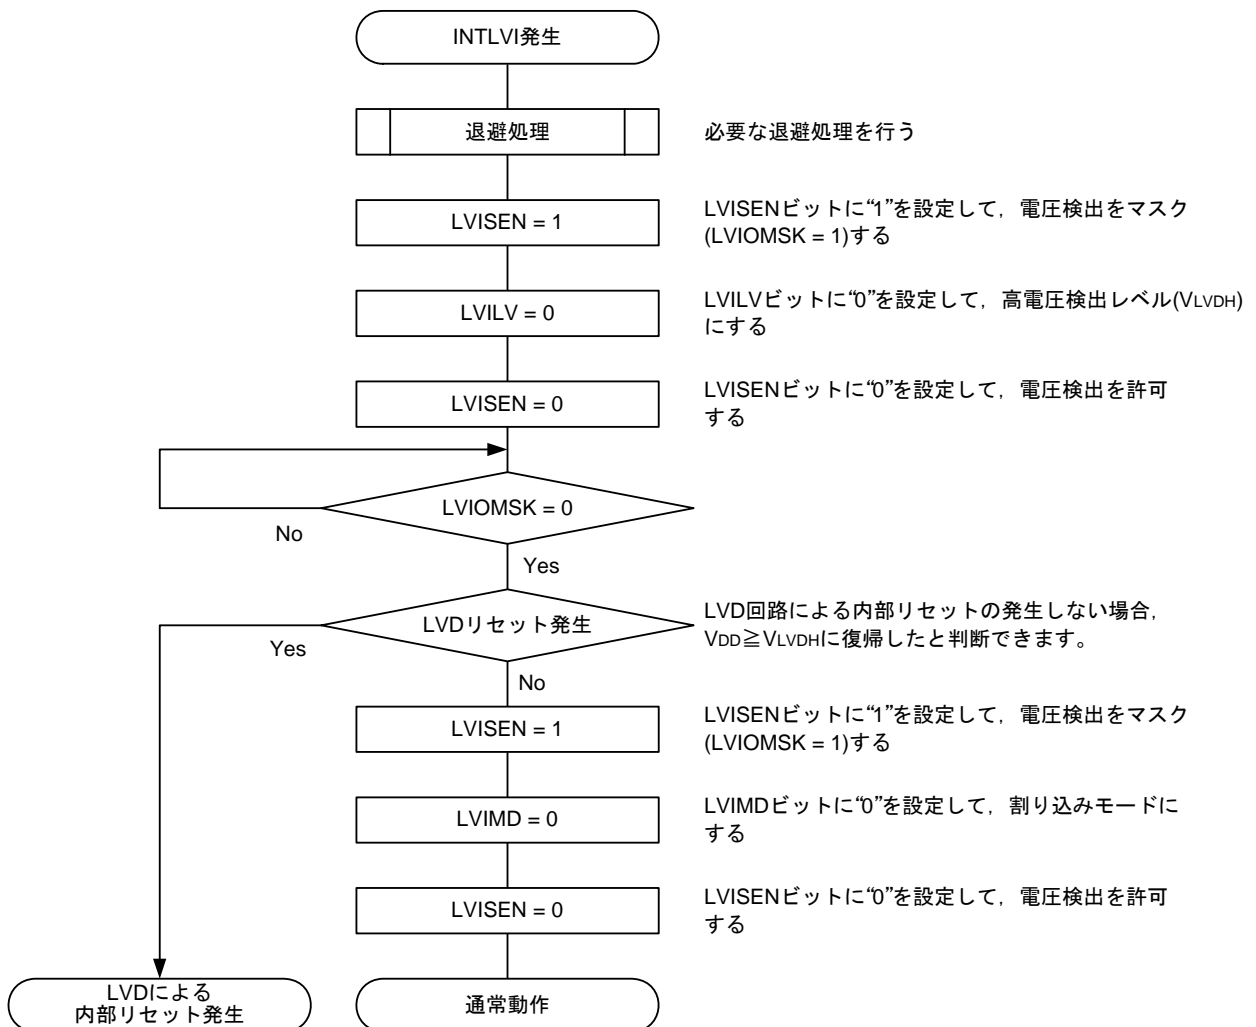 INTLVI発生
退避処理
必要な退避処理を行う
LVISEN = 1
LVISENビットに“1”を設定して，電圧検出をマスク
(LVIOMSK = 1)する
LVILV = 0
LVILVビットに“0”を設定して，高電圧検出レベル(VLVDH)
にする
LVISEN = 0
LVISENビットに“0”を設定して，電圧検出を許可
する
LVIOMSK = 0
No
Yes
LVDリセット発生
LVD回路による内部リセットの発生しない場合，
VDD≧VLVDHに復帰したと判断できます。
Yes
No
LVISEN = 1
LVISENビットに“1”を設定して，電圧検出をマスク
(LVIOMSK = 1)する
LVIMD = 0
LVIMDビットに“0”を設定して，割り込みモードに
する
LVISEN = 0
LVISENビットに“0”を設定して，電圧検出を許可
する
LVDによる
内部リセット発生
通常動作